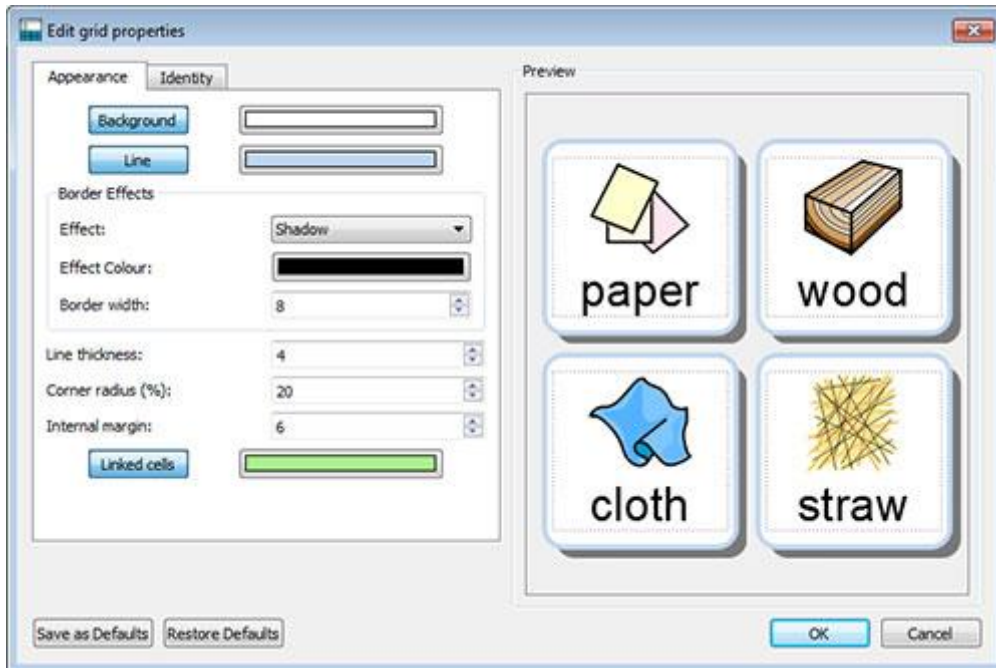 Edit grid properties
Appearance
Identity
Background
Line
Border Effects
Effect:
Shadow
Effect Colour:
Border width:
8
Line thickness:
4
Corner radius (%):
20
Internal margin:
6
Linked cells
Preview
paper
wood
cloth
straw
Save as Defaults
Restore Defaults
OK
Cancel